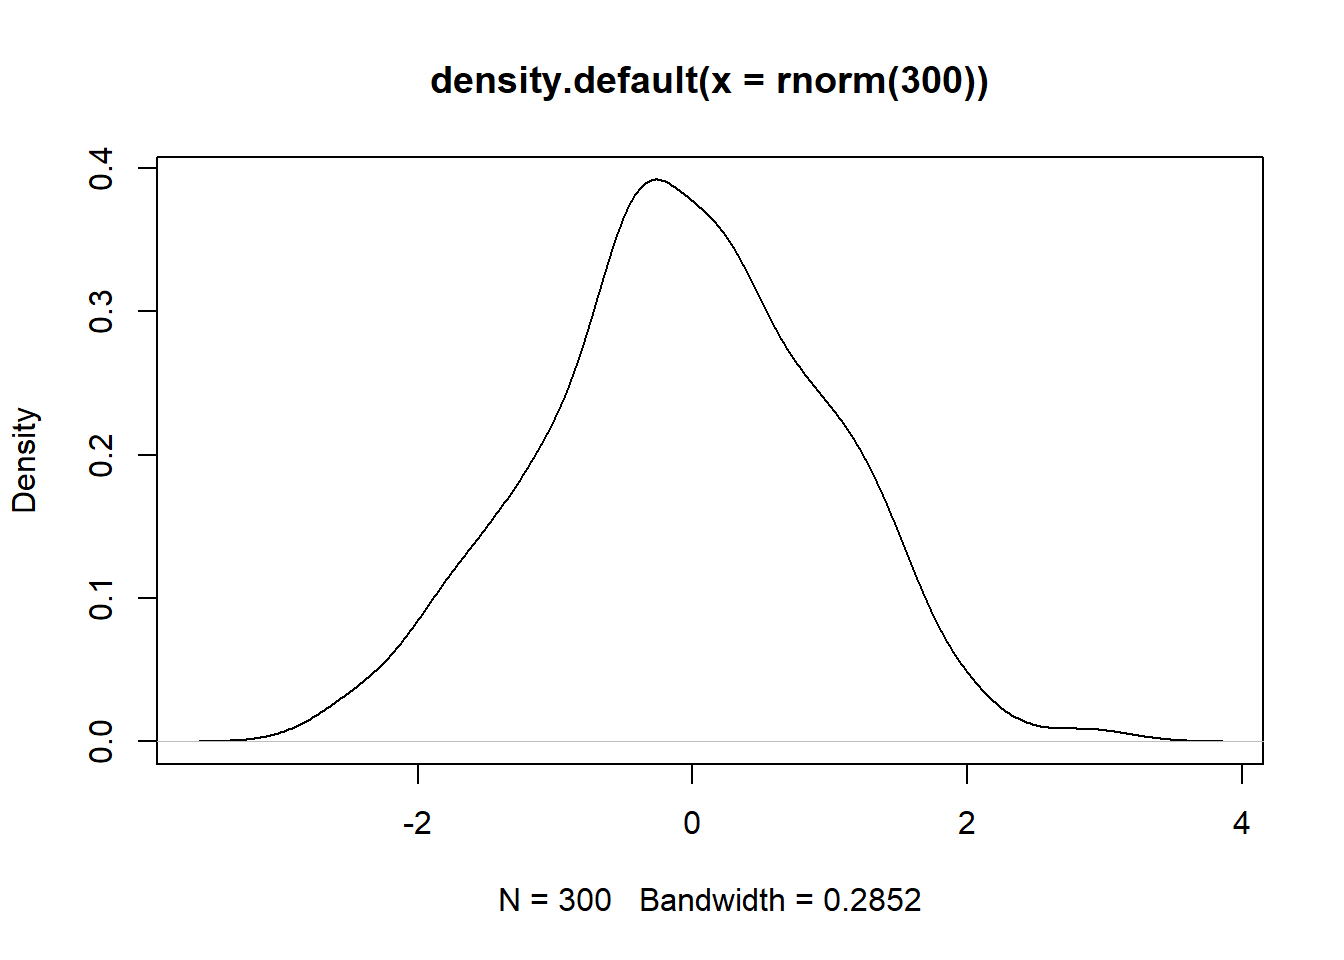 density.default(x = rnorm(300))
0.4
0.3
0.2
0.1
0.0
Density
-2 0 2 4
N = 300 Bandwidth = 0.2852